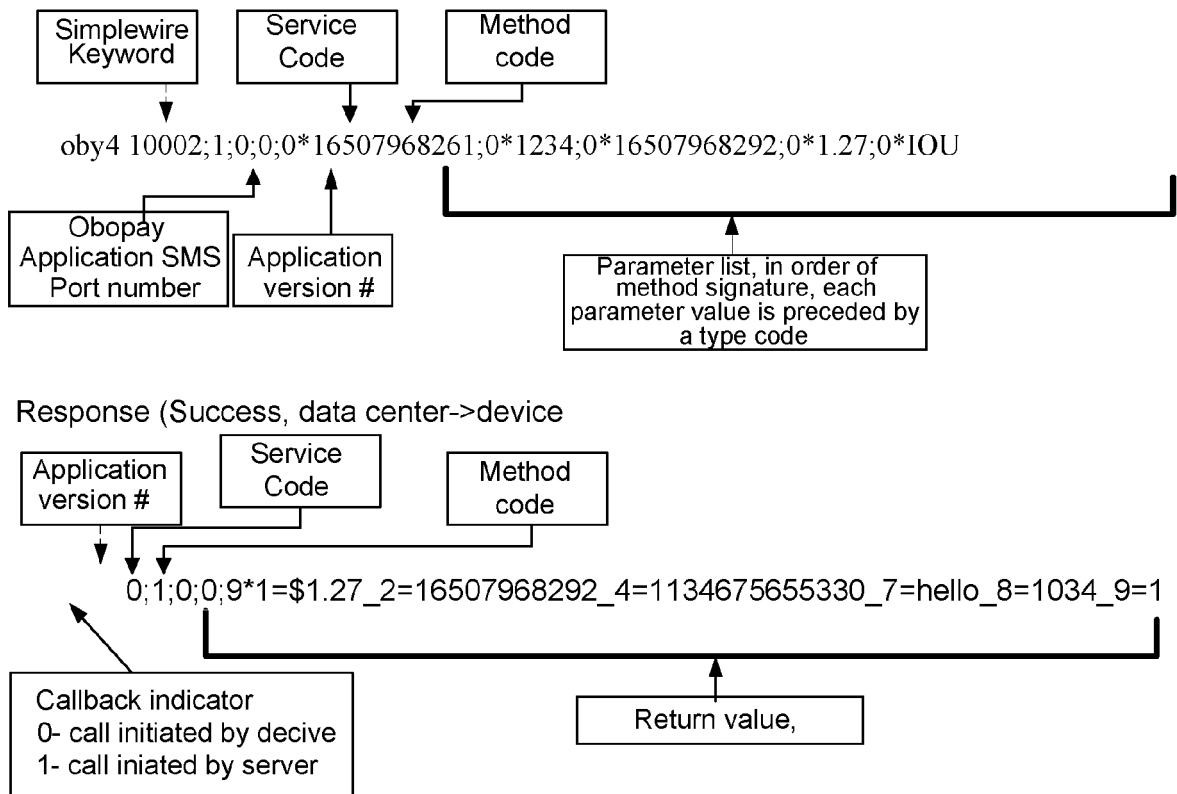 Simplewire
Keyword
Service
Code
Method
code
oby4 10002;1;0;0;0*16507968261;0*1234;0*16507968292;0*1.27;0*IOU
Obopay
Application SMS
Port number
Application
version #
Parameter list, in order of
method signature, each
parameter value is preceded by
a type code
Response (Success, data center->device
Application
version #
Service
Code
Method
code
0;1;0;0;9*1=$1.27_2=16507968292_4=1134675655330_7=hello_8=1034_9=1
Callback indicator
0- call initiated by decive
1- call iniated by server
Return value,